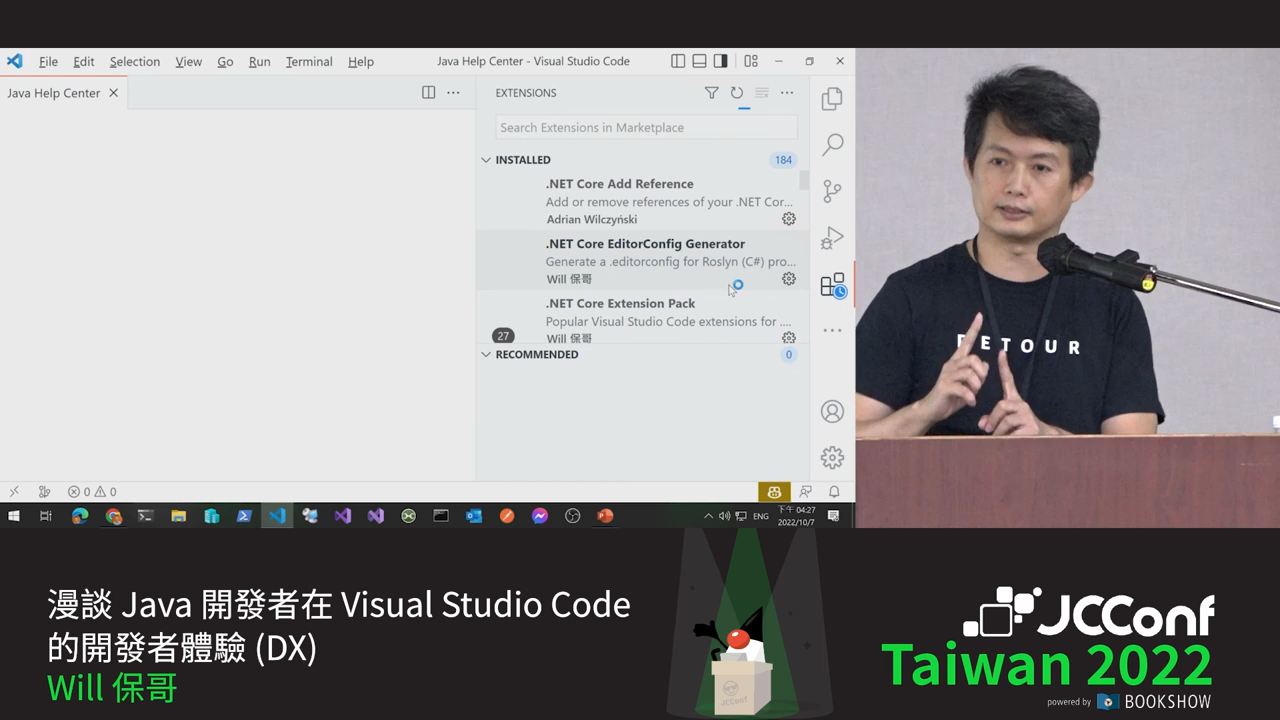 File Edit Selection View Go Run Terminal Help
Java Help Center - Visual Studio Code
Java Help Center
EXTENSIONS
Search Extensions in Marketplace
INSTALLED
184
.NET Core Add Reference
Add or remove references of your .NET Cor...
Adrian Wilczyński
.NET Core EditorConfig Generator
Generate a .editorconfig for Roslyn (C#) pro...
Will 保哥
.NET Core Extension Pack
Popular Visual Studio Code extensions for ....
Will 保哥
27
RECOMMENDED
0
0 0
ENG
下午 04:27
2022/10/7
DETOUR
漫談 Java 開發者在 Visual Studio Code
的開發者體驗 (DX)
Will 保哥
JCConf
JCConf
Taiwan 2022
powered by BOOKSHOW